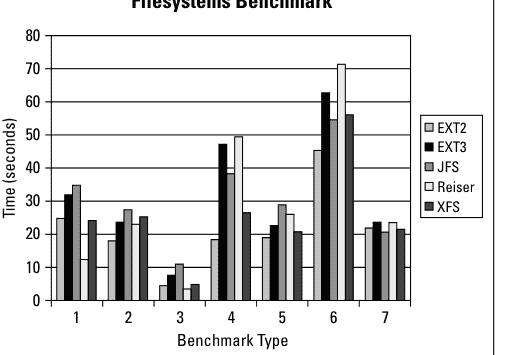 Filesystems Benchmark
80
70
60
50
40
30
20
10
0
Time (seconds)
1 2 3 4 5 6 7
Benchmark Type
EXT2
EXT3
JFS
Reiser
XFS